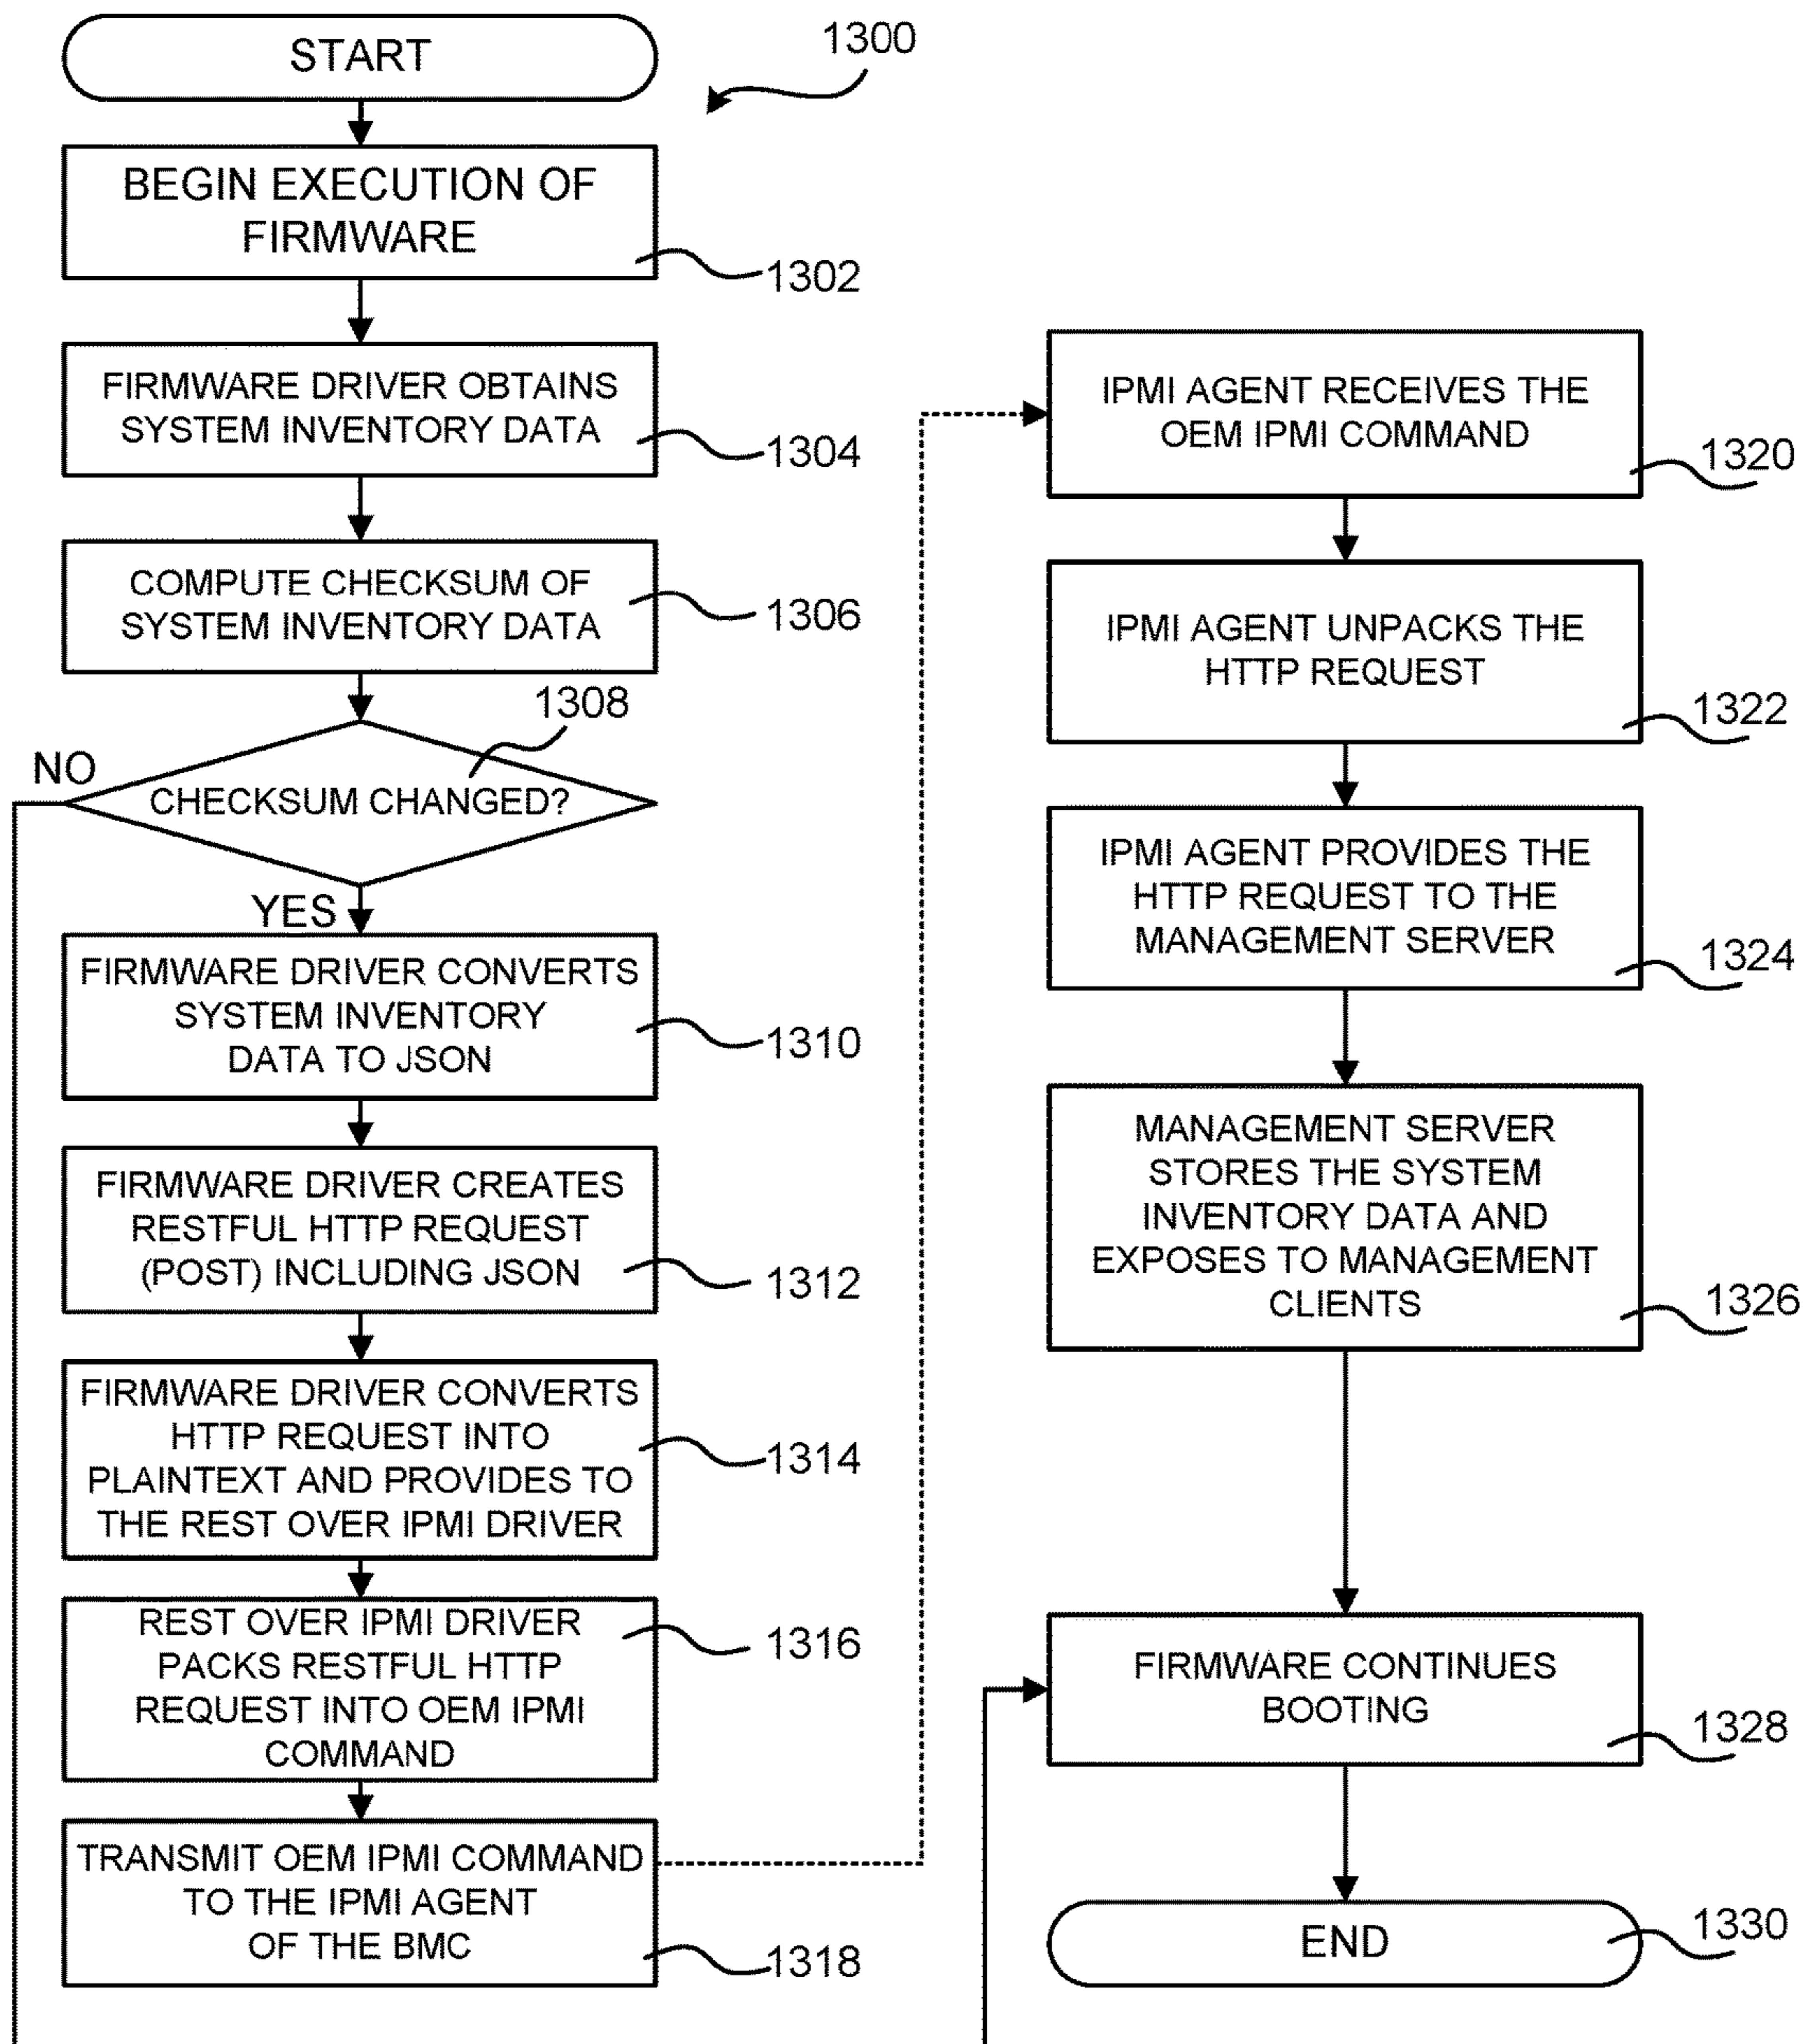 START
1300
BEGIN EXECUTION OF
FIRMWARE
1302
FIRMWARE DRIVER OBTAINS
SYSTEM INVENTORY DATA
1304
COMPUTE CHECKSUM OF
SYSTEM INVENTORY DATA
1306
1308
NO
CHECKSUM CHANGED?
YES
FIRMWARE DRIVER CONVERTS
SYSTEM INVENTORY
DATA TO JSON
1310
FIRMWARE DRIVER CREATES
RESTFUL HTTP REQUEST
(POST) INCLUDING JSON
1312
FIRMWARE DRIVER CONVERTS
HTTP REQUEST INTO
PLAINTEXT AND PROVIDES TO
THE REST OVER IPMI DRIVER
1314
REST OVER IPMI DRIVER
PACKS RESTFUL HTTP
REQUEST INTO OEM IPMI
COMMAND
1316
TRANSMIT OEM IPMI COMMAND
TO THE IPMI AGENT
OF THE BMC
1318
IPMI AGENT RECEIVES THE
OEM IPMI COMMAND
1320
IPMI AGENT UNPACKS THE
HTTP REQUEST
1322
IPMI AGENT PROVIDES THE
HTTP REQUEST TO THE
MANAGEMENT SERVER
1324
MANAGEMENT SERVER
STORES THE SYSTEM
INVENTORY DATA AND
EXPOSES TO MANAGEMENT
CLIENTS
1326
FIRMWARE CONTINUES
BOOTING
1328
END
1330